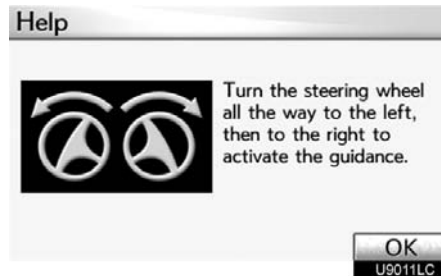 Help
Turn the steering wheel
all the way to the left,
then to the right to
activate the guidance.
OK
U9011LC